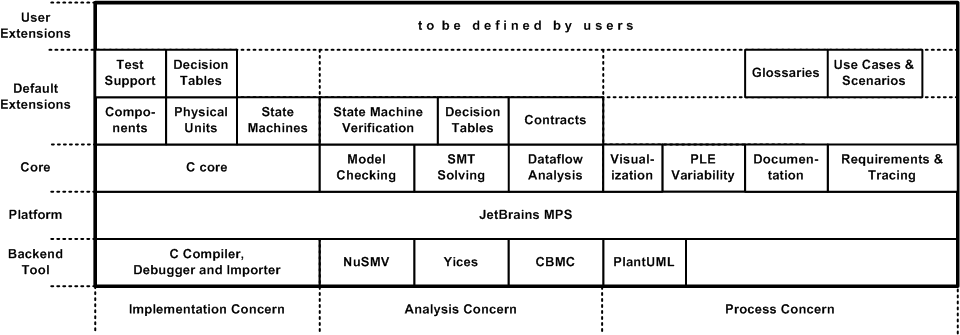 User
Extensions
to be defined by users
Default
Extensions
Test
Support
Decision
Tables
Glossaries
Use Cases &
Scenarios
Compo-
nents
Physical
Units
State
Machines
State Machine
Verification
Decision
Tables
Contracts
Core
C core
Model
Checking
SMT
Solving
Dataflow
Analysis
Visual-
ization
PLE
Variability
Documen-
tation
Requirements &
Tracing
Platform
JetBrains MPS
Backend
Tool
C Compiler,
Debugger and Importer
NuSMV
Yices
CBMC
PlantUML
Implementation Concern
Analysis Concern
Process Concern